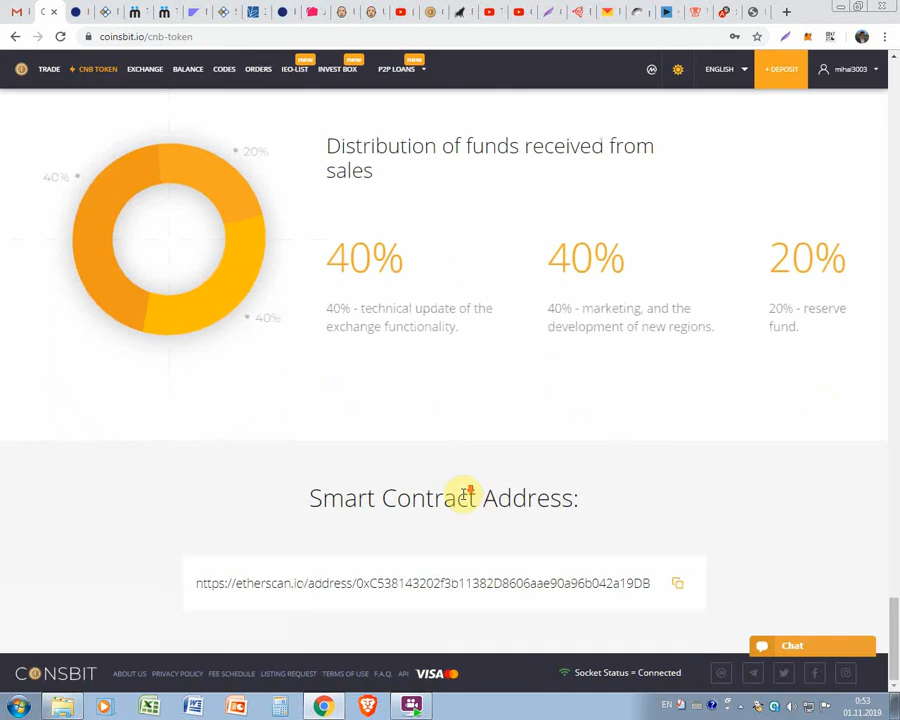 coinsbit.io/cnb-token
new
new
new
TRADE
CNB TOKEN
EXCHANGE
BALANCE
CODES
ORDERS
IEO-LIST
INVEST BOX
P2P LOANS
ENGLISH
+ DEPOSIT
mihai3003
20%
40%
40%
Distribution of funds received from
sales
40%
40% - technical update of the
exchange functionality.
40%
40% - marketing, and the
development of new regions.
20%
20% - reserve
fund.
Smart Contract Address:
https://etherscan.io/address/0xC538143202f3b11382D8606aae90a96b042a19DB
Chat
COINSBIT
ABOUT US
PRIVACY POLICY
FEE SCHEDULE
LISTING REQUEST
TERMS OF USE
F.A.Q.
API
VISA
Socket Status = Connected
EN
0:53
01.11.2019